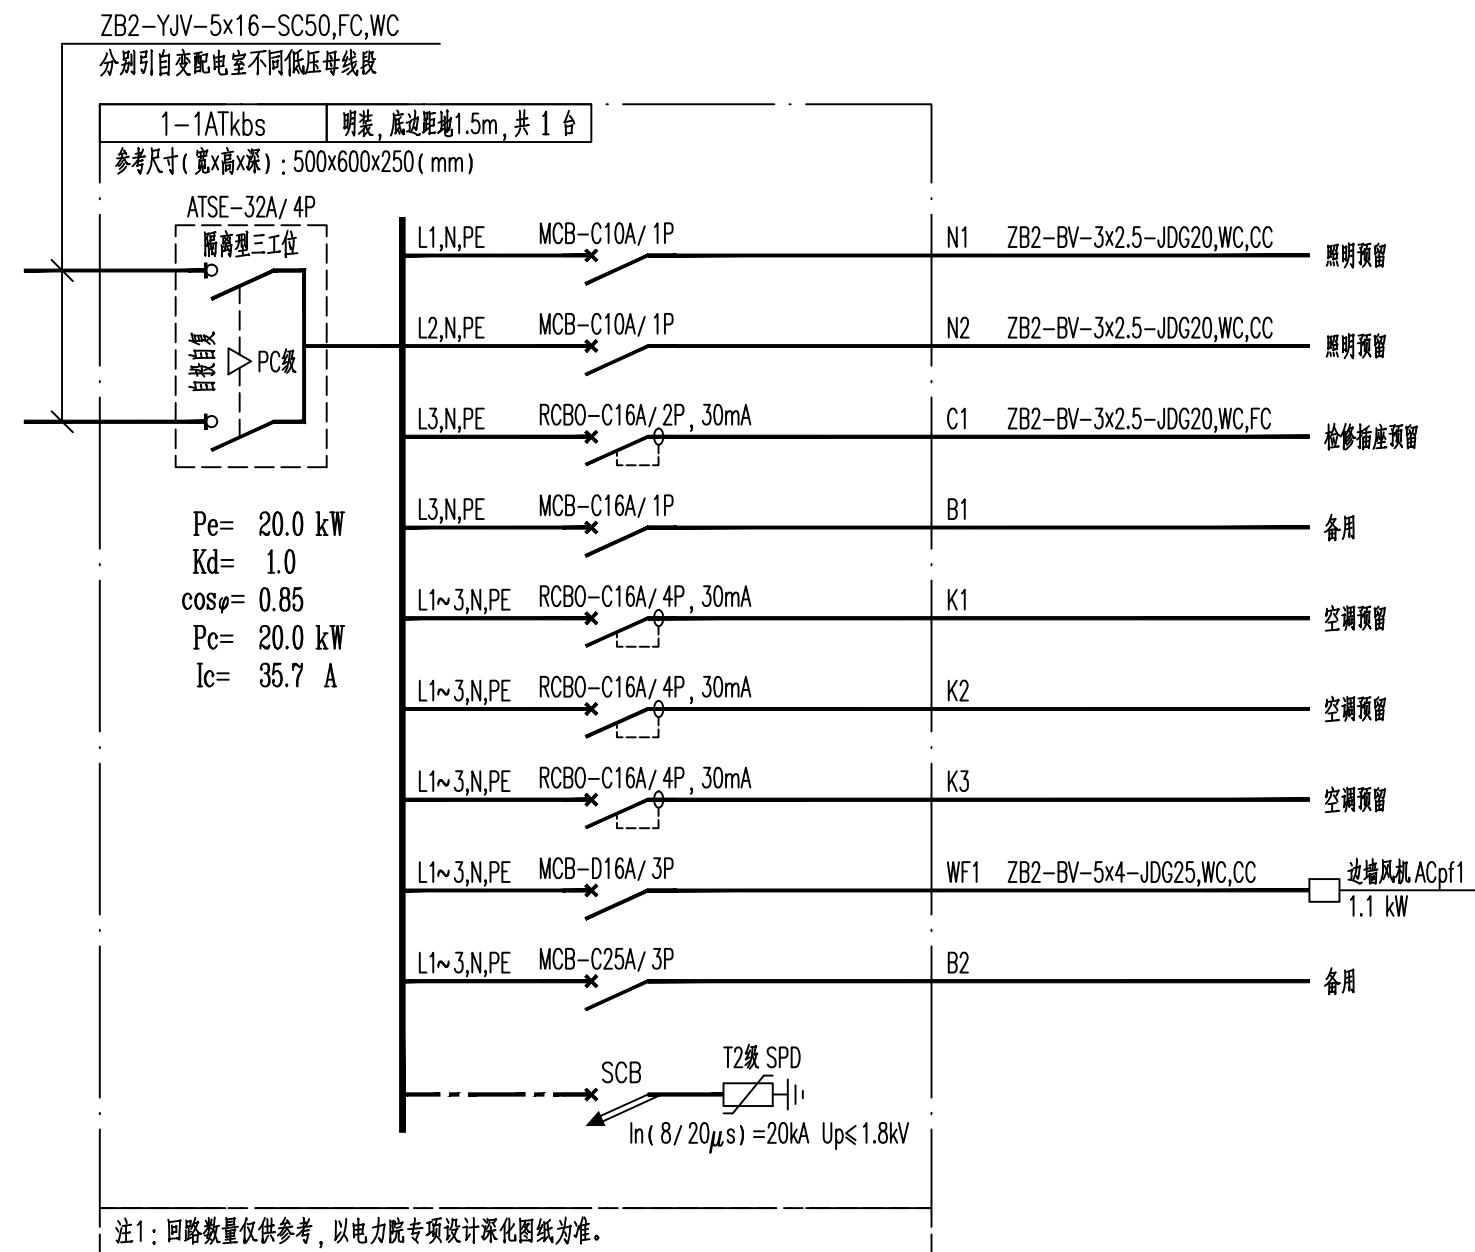 ZB2-YJV-5x16-SC50,FC,WC
分别引自变配电室不同低压母线段
1-1ATkbs 明装,底边距地1.5m,共 1 台
参考尺寸(宽x高x深):500x600x250(mm)
ATSE-32A/4P
隔离型三工位
自投自复
PC级
Pe= 20.0 kW
Kd= 1.0
cosφ= 0.85
Pc= 20.0 kW
Ic= 35.7 A
L1,N,PE MCB-C10A/1P N1 ZB2-BV-3x2.5-JDG20,WC,CC 照明预留
L2,N,PE MCB-C10A/1P N2 ZB2-BV-3x2.5-JDG20,WC,CC 照明预留
L3,N,PE RCBO-C16A/2P,30mA C1 ZB2-BV-3x2.5-JDG20,WC,FC 检修插座预留
L3,N,PE MCB-C16A/1P B1 备用
L1~3,N,PE RCBO-C16A/4P,30mA K1 空调预留
L1~3,N,PE RCBO-C16A/4P,30mA K2 空调预留
L1~3,N,PE RCBO-C16A/4P,30mA K3 空调预留
L1~3,N,PE MCB-D16A/3P WF1 ZB2-BV-5x4-JDG25,WC,CC 边墙风机 ACpf1
1.1 kW
L1~3,N,PE MCB-C25A/3P B2 备用
SCB T2级 SPD
In(8/20μs)=20kA Up≤1.8kV
注1:回路数量仅供参考,以电力院专项设计深化图纸为准。